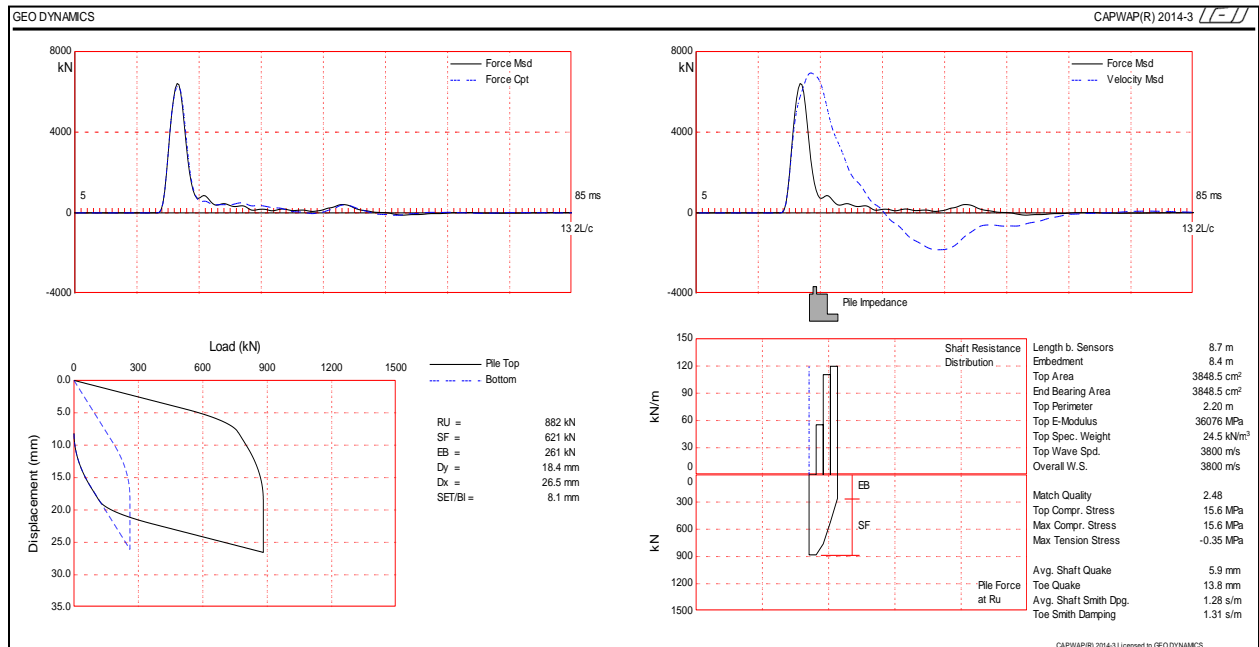 GEO DYNAMICS
CAPWAP(R) 2014-3
8000
kN
4000
0
-4000
5
85 ms
13 2L/c
Force Msd
Force Cpt
8000
kN
4000
0
-4000
5
85 ms
13 2L/c
Force Msd
Velocity Msd
Pile Impedance
Load (kN)
0
300
600
900
1200
1500
0.0
5.0
10.0
15.0
20.0
25.0
30.0
35.0
Displacement (mm)
Pile Top
Bottom
RU = 882 kN
SF = 621 kN
EB = 261 kN
Dy = 18.4 mm
Dx = 26.5 mm
SET/Bl = 8.1 mm
150
120
90
60
30
0
kN/m
Shaft Resistance
Distribution
0
300
600
900
1200
1500
kN
EB
SF
Pile Force
at Ru
Length b. Sensors 8.7 m
Embedment 8.4 m
Top Area 3848.5 cm²
End Bearing Area 3848.5 cm²
Top Perimeter 2.20 m
Top E-Modulus 36076 MPa
Top Spec. Weight 24.5 kN/m³
Top Wave Spd. 3800 m/s
Overall W.S. 3800 m/s
Match Quality 2.48
Top Compr. Stress 15.6 MPa
Max Compr. Stress 15.6 MPa
Max Tension Stress -0.35 MPa
Avg. Shaft Quake 5.9 mm
Toe Quake 13.8 mm
Avg. Shaft Smith Dpg. 1.28 s/m
Toe Smith Damping 1.31 s/m
CAPWAP(R) 2014-3 Licensed to GEO DYNAMICS